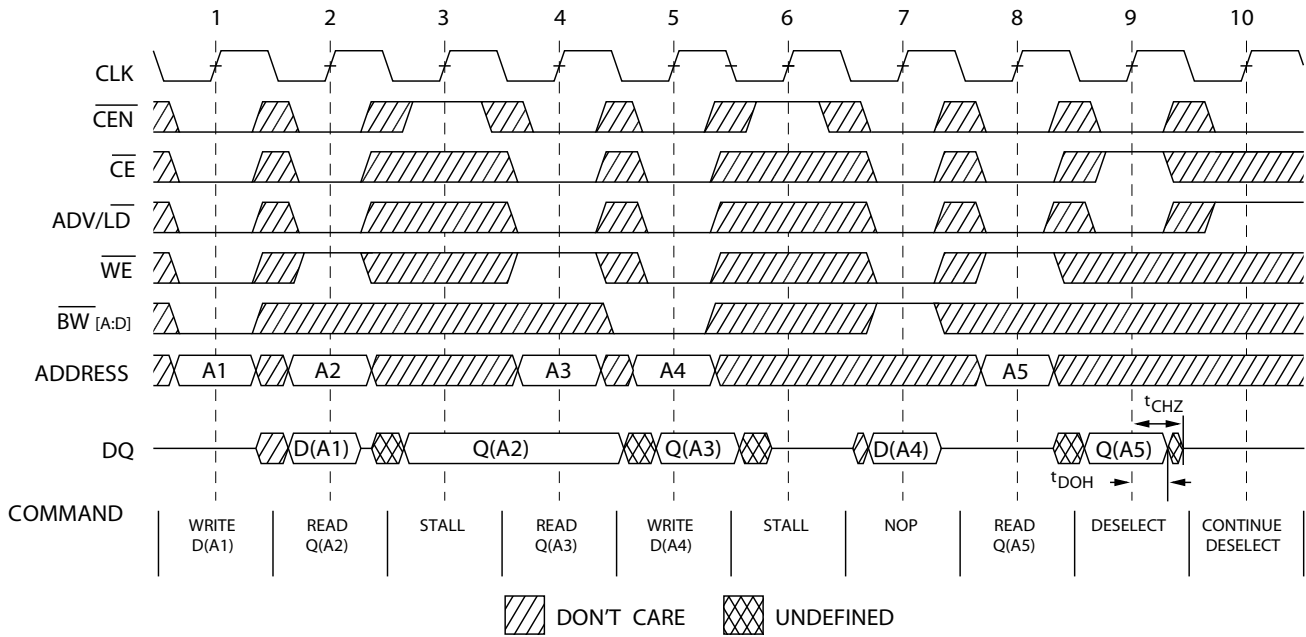 1 2 3 4 5 6 7 8 9 10
CLK
CEN
CE
ADV/LD
WE
BW [A:D]
ADDRESS A1 A2 A3 A4 A5
tCHZ
DQ D(A1) Q(A2) Q(A3) D(A4) Q(A5)
tDOH
COMMAND
WRITE READ STALL READ WRITE STALL NOP READ DESELECT CONTINUE
D(A1) Q(A2) Q(A3) D(A4) Q(A5) DESELECT
DON'T CARE UNDEFINED